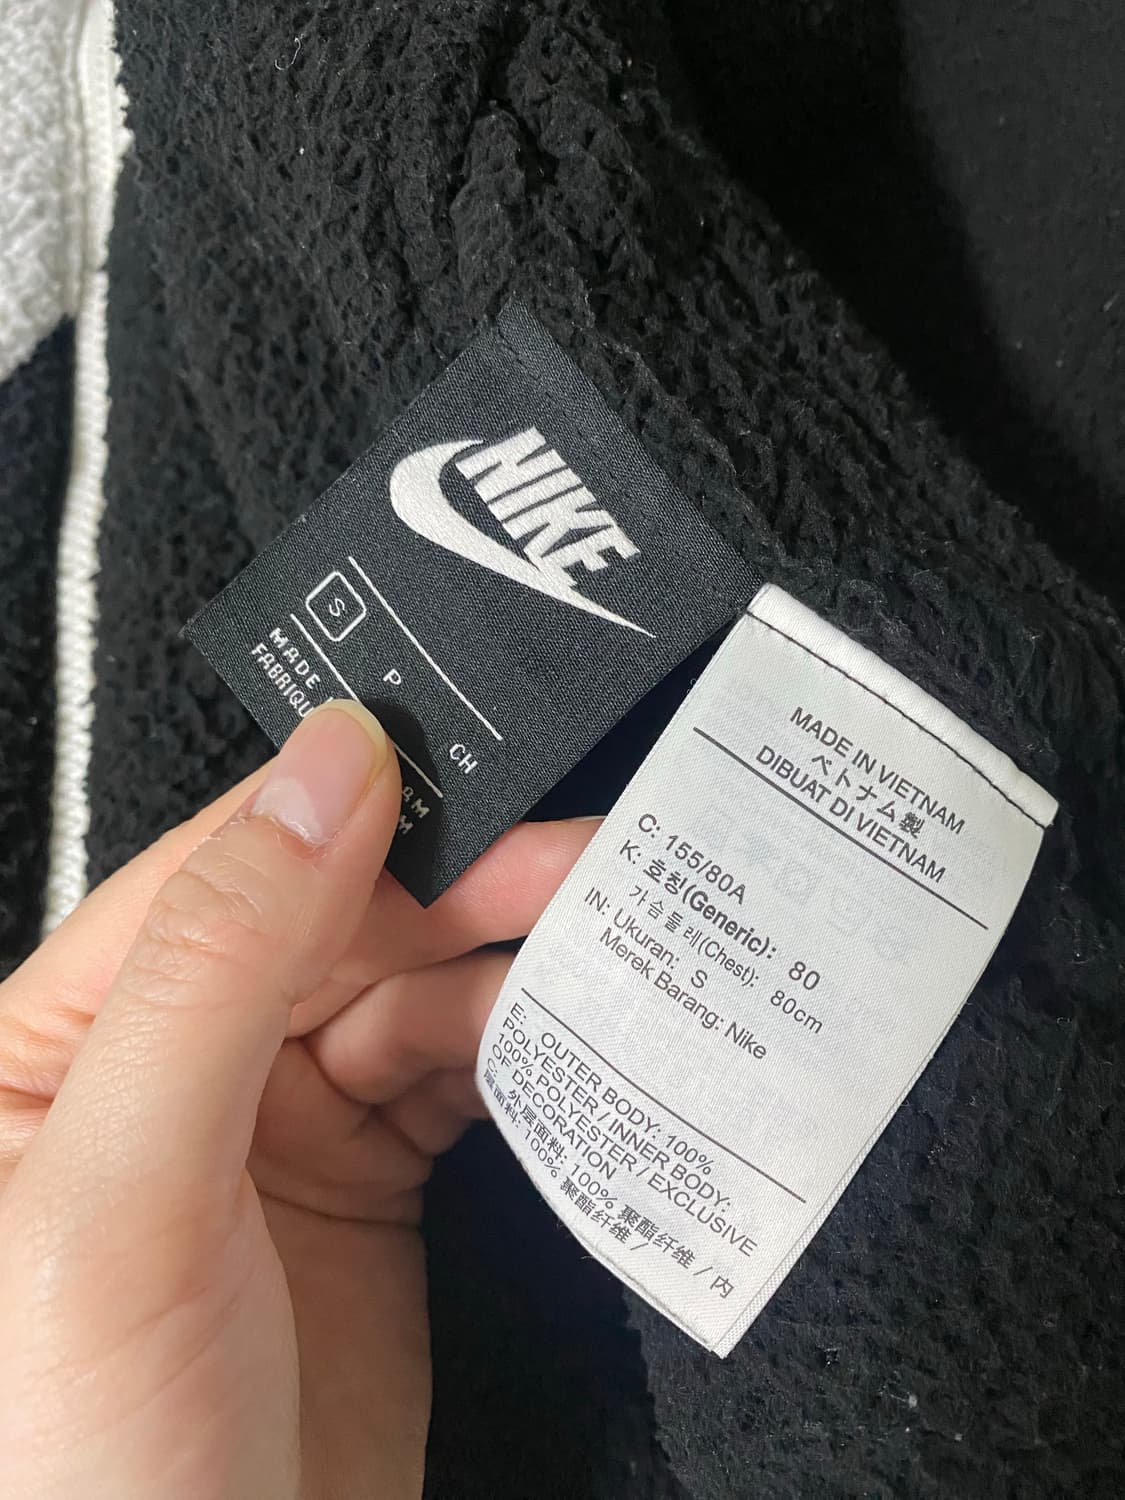 NIKE
S P CH
MADE
FABRIQU
MADE IN VIETNAM
ベトナム製
DIBUAT DI VIETNAM
C: 155/80A
K: 호칭(Generic): 80
가슴둘레(Chest): 80cm
IN: Ukuran: S
Merek Barang: Nike
E: OUTER BODY: 100%
POLYESTER / INNER BODY:
100% POLYESTER / EXCLUSIVE
OF DECORATION
C: 外层面料: 100% 聚酯纤维 / 内
层面料: 100% 聚酯纤维 /